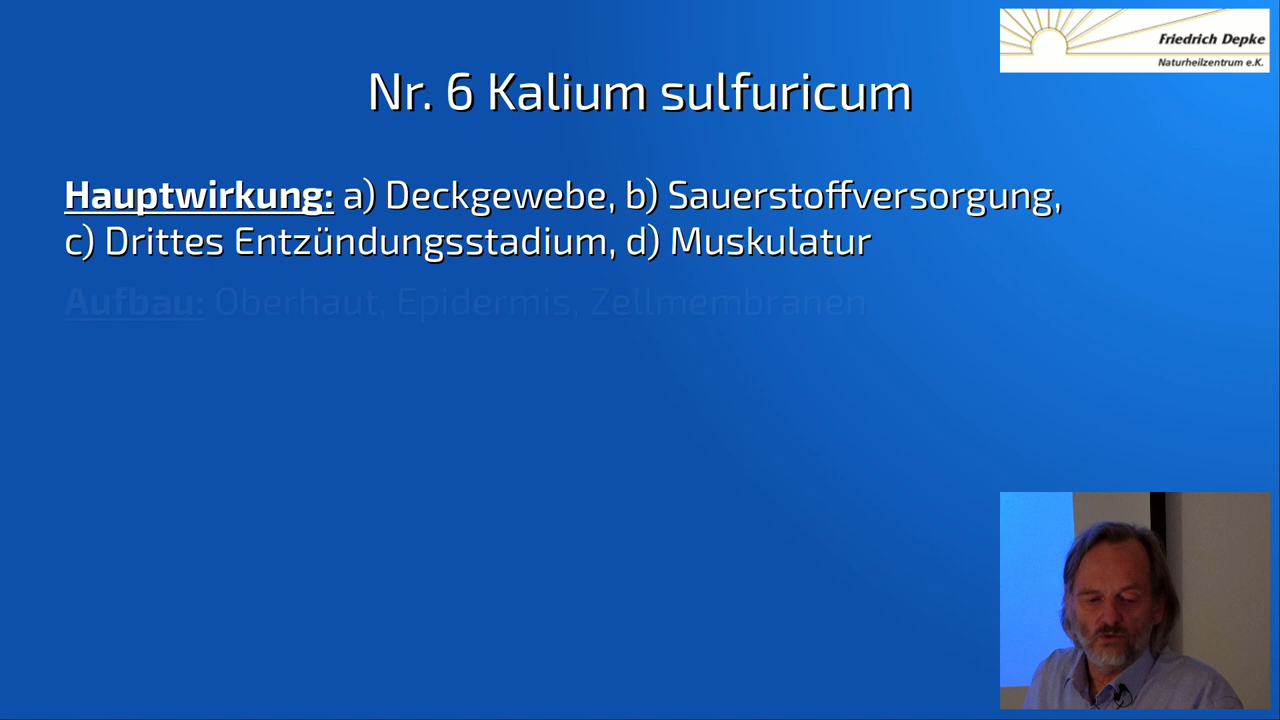 Friedrich Depke
Naturheilzentrum e.K.
Nr. 6 Kalium sulfuricum
Hauptwirkung: a) Deckgewebe, b) Sauerstoffversorgung,
c) Drittes Entzündungsstadium, d) Muskulatur
Aufbau: Oberhaut, Epidermis, Zellmembranen